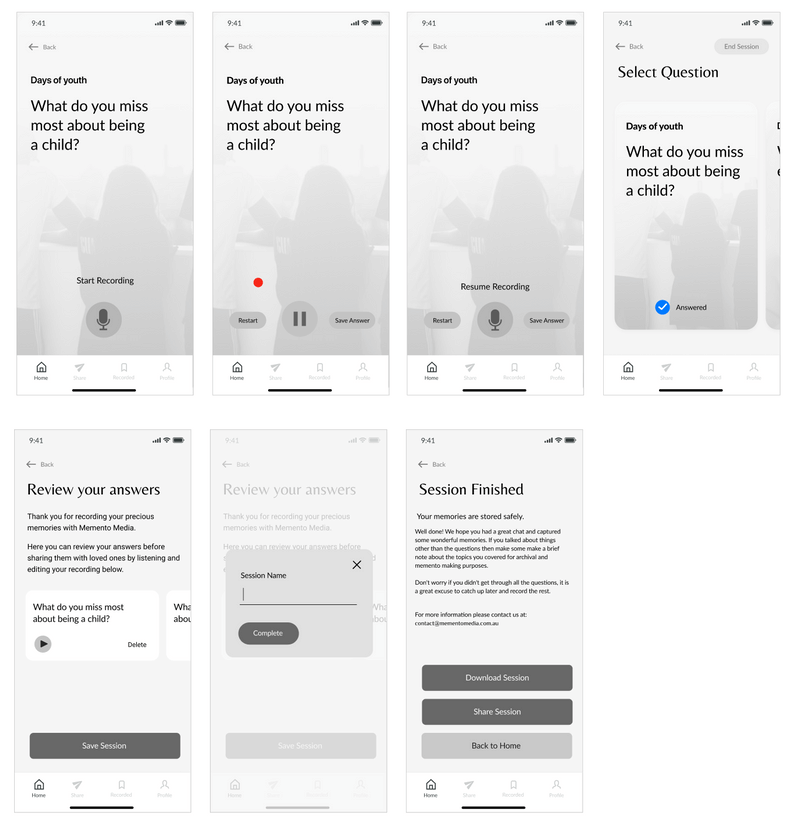 9:41
Back
Days of youth
What do you miss
most about being
a child?
Start Recording
Home
Share
Recorded
Profile
9:41
Back
Days of youth
What do you miss
most about being
a child?
Restart
Save Answer
Home
Share
Recorded
Profile
9:41
Back
Days of youth
What do you miss
most about being
a child?
Resume Recording
Restart
Save Answer
Home
Share
Recorded
Profile
9:41
Back
End Session
Select Question
Days of youth
What do you miss
most about being
a child?
Answered
Home
Share
Recorded
Profile
9:41
Back
Review your answers
Thank you for recording your precious
memories with Memento Media.
Here you can review your answers before
sharing them with loved ones by listening and
editing your recording below.
What do you miss most
about being a child?
Delete
Wha
abou
Save Session
Home
Share
Recorded
Profile
9:41
Back
Review your answers
Thank you for recording your precious
memories with Memento Media.
Here you can review your answers before
Session Name
Complete
Wha
abou
Save Session
Home
Share
Recorded
Profile
9:41
Back
Session Finished
Your memories are stored safely.
Well done! We hope you had a great chat and captured
some wonderful memories. If you talked about things
other than the questions then make some make a brief
note about the topics you covered for archival and
memento making purposes.
Don't worry if you didn't get through all the questions, it is
a great excuse to catch up later and record the rest.
For more information please contact us at:
contact@mementomedia.com.au
Download Session
Share Session
Back to Home
Home
Share
Recorded
Profile